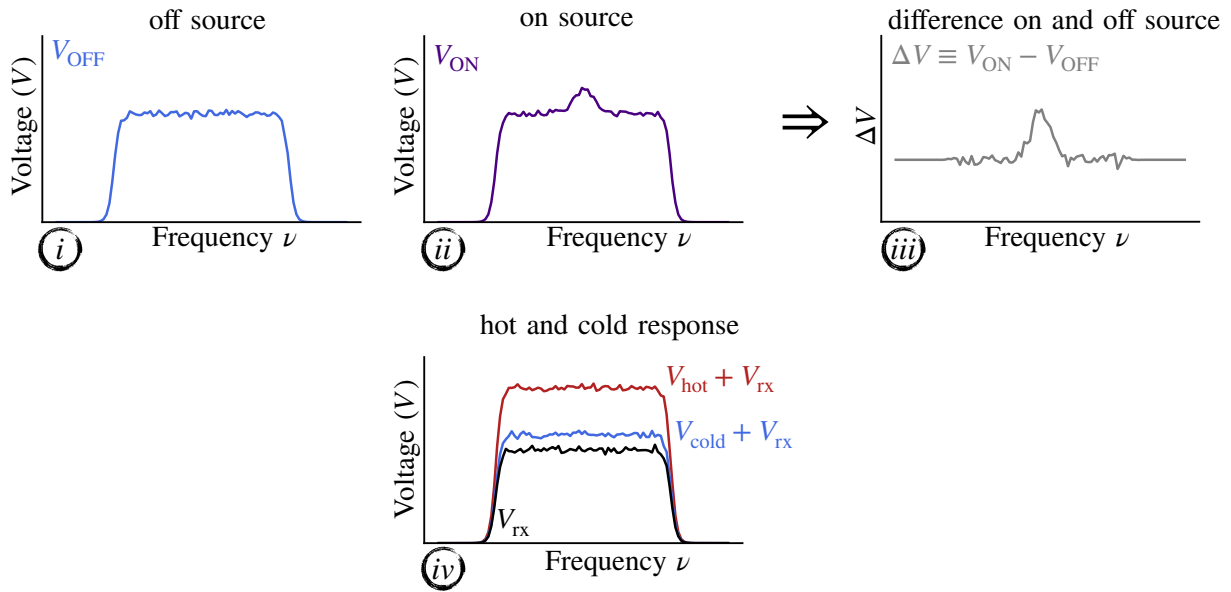 off source
V_OFF
Voltage (V)
Frequency ν
i
on source
V_ON
Voltage (V)
Frequency ν
ii
⇒
difference on and off source
ΔV ≡ V_ON − V_OFF
ΔV
Frequency ν
iii
hot and cold response
V_hot + V_rx
V_cold + V_rx
V_rx
Voltage (V)
Frequency ν
iv